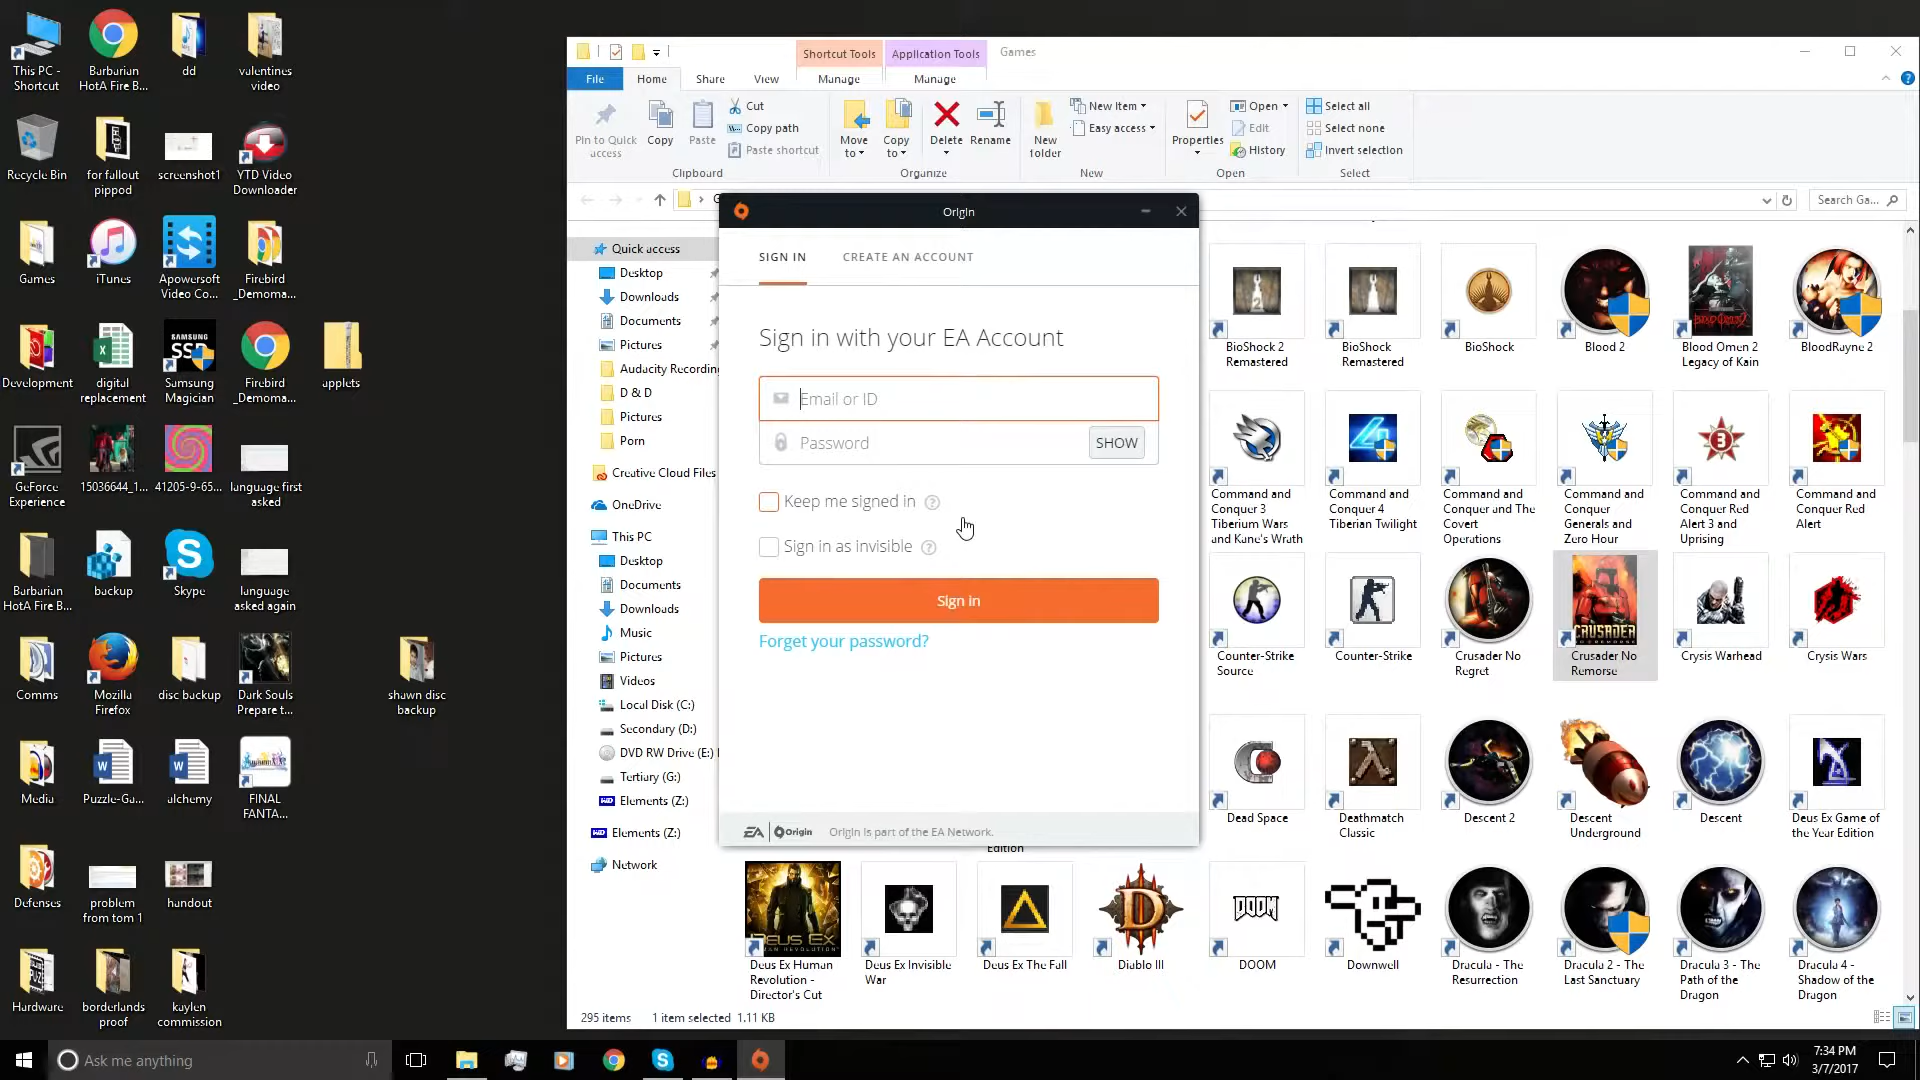 This PC -
Shortcut
Barbarian
HotA Fire B...
dd
valentines
video
Recycle Bin
for fallout
pippod
screenshot1
YTD Video
Downloader
Games
iTunes
Apowersoft
Video Co...
Firebird
_Demoma...
Development
digital
replacement
SAMSUNG
SSD
Samsung
Magician
Firebird
_Demoma...
applets
GeForce
Experience
15036644_1...
41205-9-65...
language first
asked
Barbarian
HotA Fire B...
backup
Skype
language
asked again
Comms
Mozilla
Firefox
disc backup
Dark Souls
Prepare t...
shawn disc
backup
Media
Puzzle-Ga...
alchemy
FINAL
FANTA...
Defenses
problem
from tom 1
handout
Hardware
borderlands
proof
kaylen
commission
Shortcut Tools
Application Tools
Games
File
Home
Share
View
Manage
Manage
Pin to Quick
access
Copy
Paste
Cut
Copy path
Paste shortcut
Clipboard
Move
to
Copy
to
Delete
Rename
Organize
New
folder
New Item
Easy access
New
Properties
Open
Edit
History
Open
Select all
Select none
Invert selection
Select
Search Ga...
Quick access
Desktop
Downloads
Documents
Pictures
Audacity Recording
D & D
Pictures
Porn
Creative Cloud Files
OneDrive
This PC
Desktop
Documents
Downloads
Music
Pictures
Videos
Local Disk (C:)
Secondary (D:)
DVD RW Drive (E:)
Tertiary (G:)
Elements (Z:)
Elements (Z:)
Network
Origin
SIGN IN
CREATE AN ACCOUNT
Sign in with your EA Account
Email or ID
Password
SHOW
Keep me signed in
Sign in as invisible
Sign in
Forget your password?
EA
Origin
Origin is part of the EA Network.
BioShock 2
Remastered
BioShock
Remastered
BioShock
Blood 2
Blood Omen 2
Legacy of Kain
BloodRayne 2
Command and
Conquer 3
Tiberium Wars
and Kane's Wrath
Command and
Conquer 4
Tiberian Twilight
Command and
Conquer and The
Covert
Operations
Command and
Conquer
Generals and
Zero Hour
Command and
Conquer Red
Alert 3 and
Uprising
Command and
Conquer Red
Alert
Counter-Strike
Source
Counter-Strike
Crusader No
Regret
CRUSADER
Crusader No
Remorse
Crysis Warhead
Crysis Wars
Dead Space
Deathmatch
Classic
Descent 2
Descent
Underground
Descent
Deus Ex Game of
the Year Edition
Edition
DEUS EX
HUMAN REVOLUTION
Deus Ex Human
Revolution -
Director's Cut
Deus Ex Invisible
War
Deus Ex The Fall
Diablo III
DOOM
DOOM
Downwell
Dracula - The
Resurrection
Dracula 2 - The
Last Sanctuary
Dracula 3 - The
Path of the
Dragon
Dracula 4 -
Shadow of the
Dragon
295 items
1 item selected 1.11 KB
Ask me anything
7:34 PM
3/7/2017